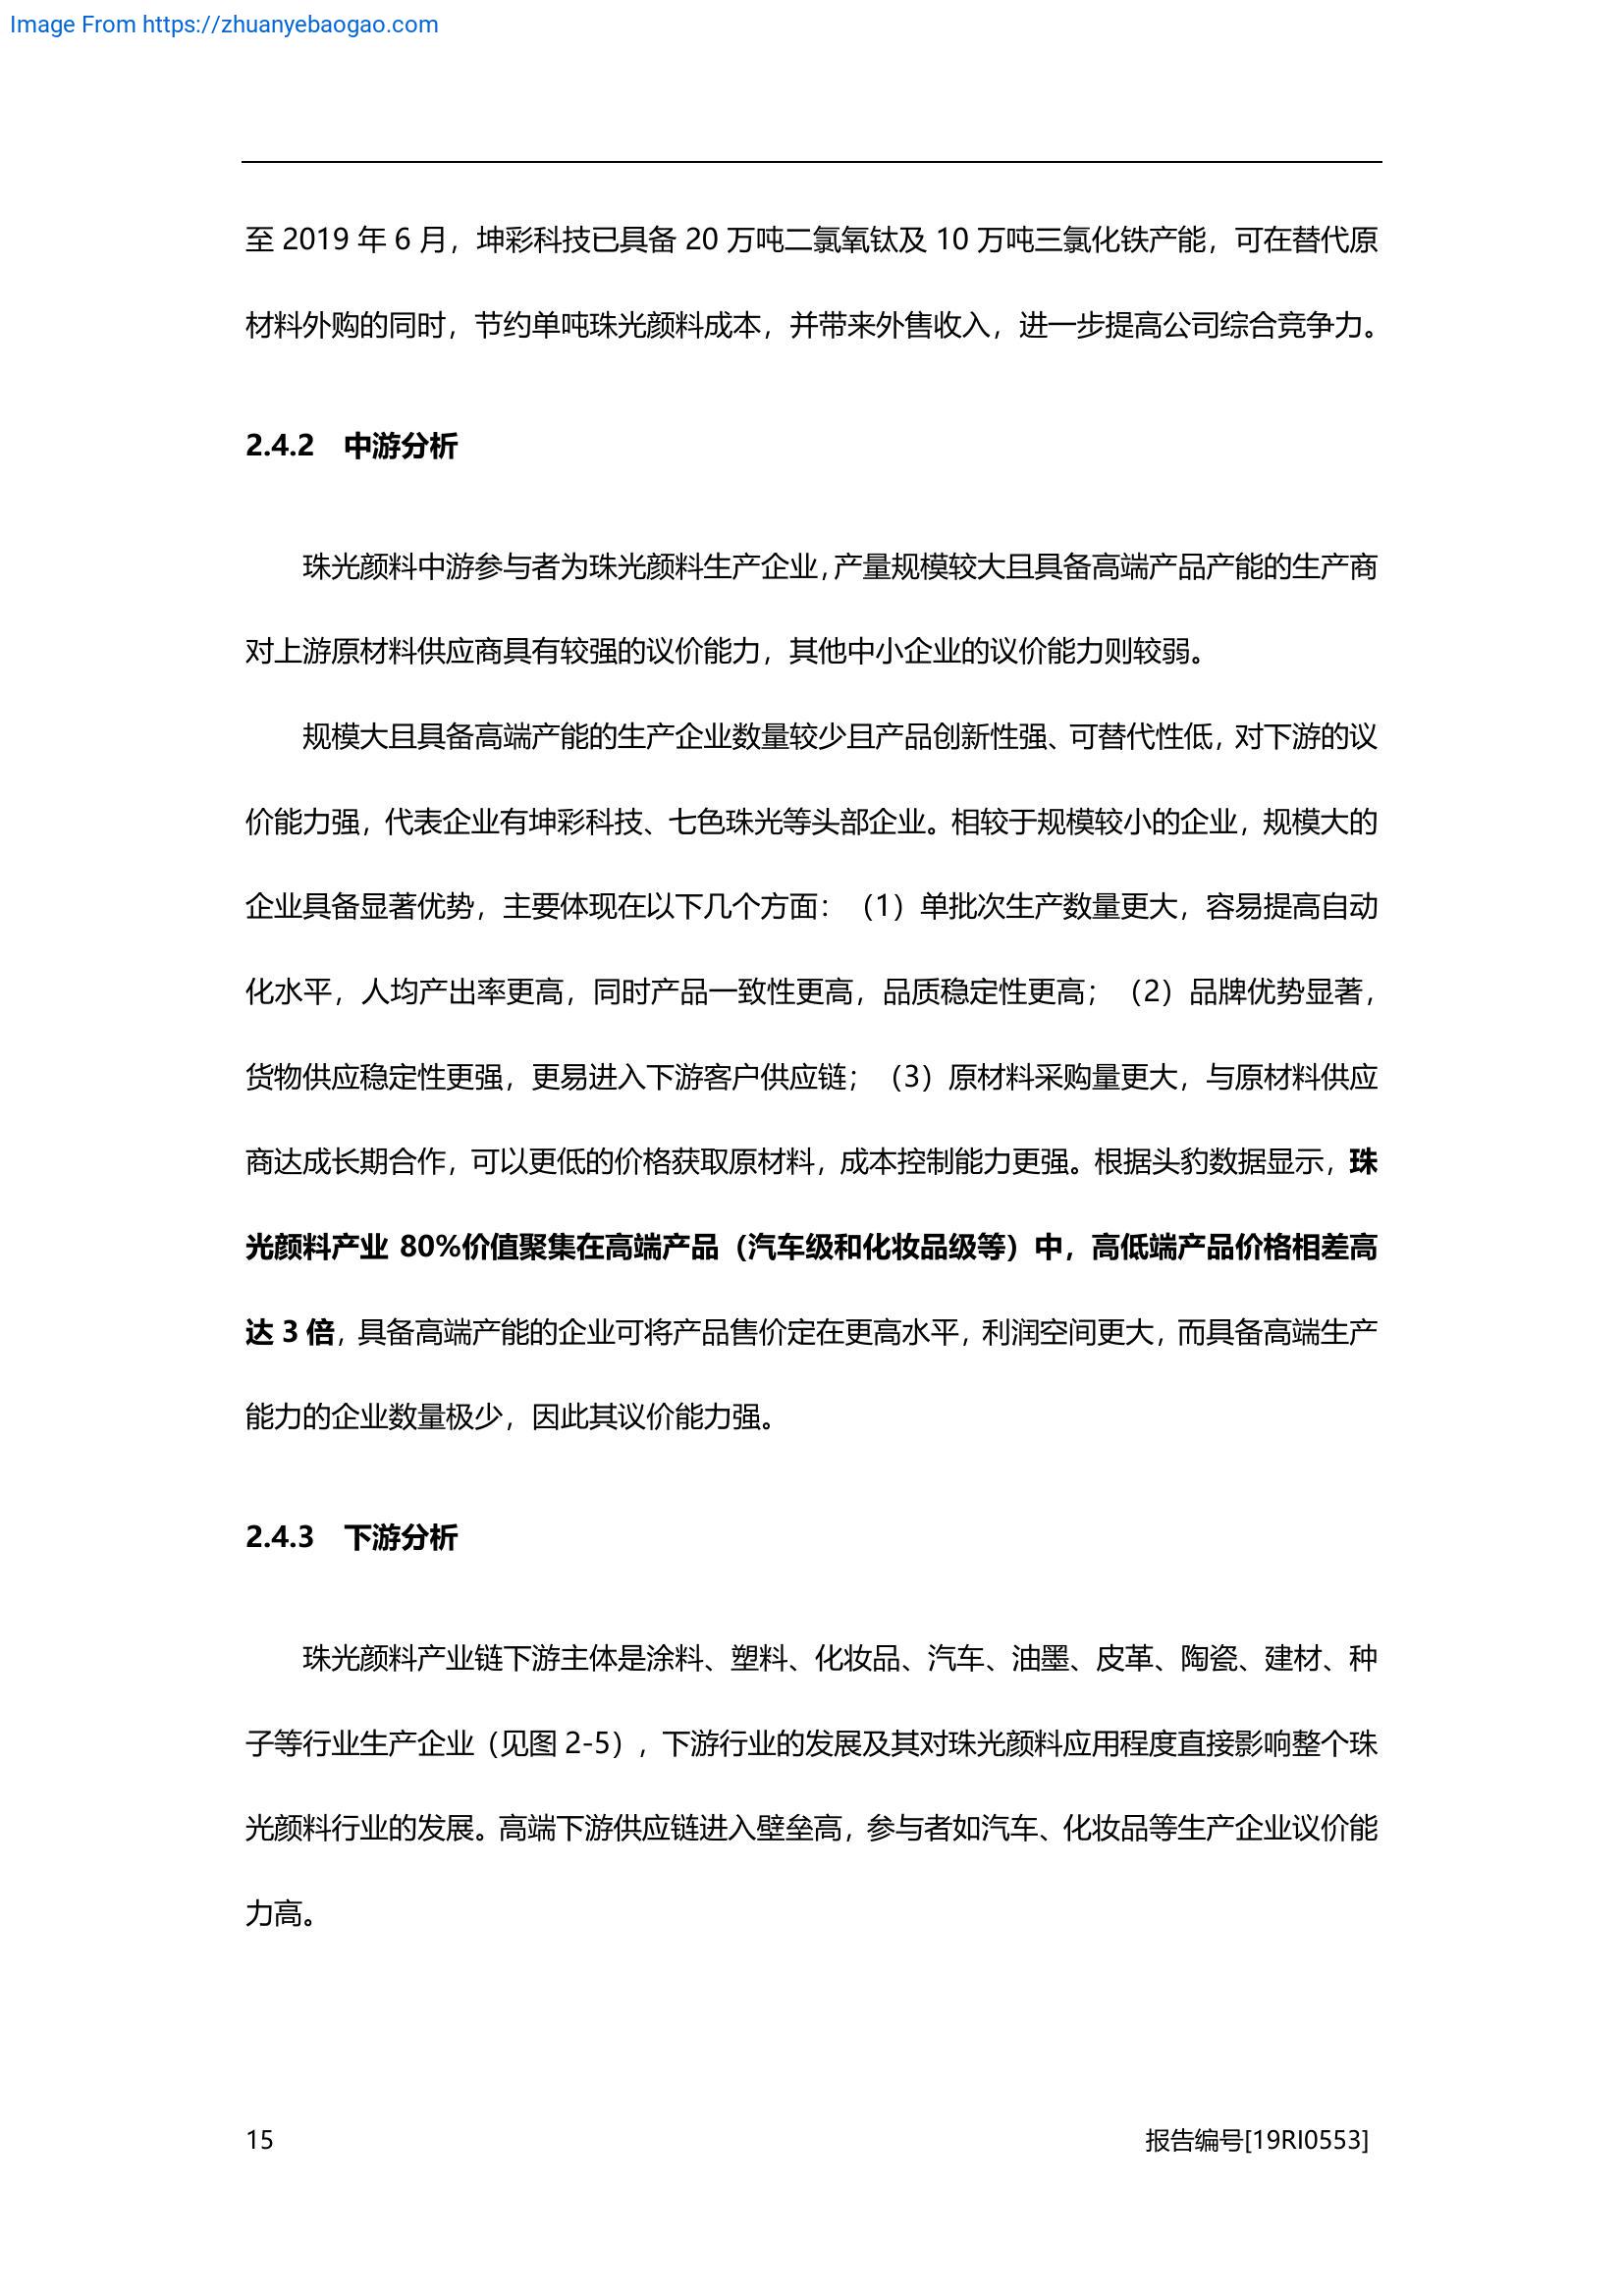 Image From https://zhuanyebaogao.com
至 2019 年 6 月，坤彩科技已具备 20 万吨二氯氧钛及 10 万吨三氯化铁产能，可在替代原
材料外购的同时，节约单吨珠光颜料成本，并带来外售收入，进一步提高公司综合竞争力。
2.4.2 中游分析
珠光颜料中游参与者为珠光颜料生产企业，产量规模较大且具备高端产品产能的生产商
对上游原材料供应商具有较强的议价能力，其他中小企业的议价能力则较弱。
规模大且具备高端产能的生产企业数量较少且产品创新性强、可替代性低，对下游的议
价能力强，代表企业有坤彩科技、七色珠光等头部企业。相较于规模较小的企业，规模大的
企业具备显著优势，主要体现在以下几个方面：（1）单批次生产数量更大，容易提高自动
化水平，人均产出率更高，同时产品一致性更高，品质稳定性更高；（2）品牌优势显著，
货物供应稳定性更强，更易进入下游客户供应链；（3）原材料采购量更大，与原材料供应
商达成长期合作，可以更低的价格获取原材料，成本控制能力更强。根据头豹数据显示，珠
光颜料产业 80%价值聚集在高端产品（汽车级和化妆品级等）中，高低端产品价格相差高
达 3 倍，具备高端产能的企业可将产品售价定在更高水平，利润空间更大，而具备高端生产
能力的企业数量极少，因此其议价能力强。
2.4.3 下游分析
珠光颜料产业链下游主体是涂料、塑料、化妆品、汽车、油墨、皮革、陶瓷、建材、种
子等行业生产企业（见图 2-5），下游行业的发展及其对珠光颜料应用程度直接影响整个珠
光颜料行业的发展。高端下游供应链进入壁垒高，参与者如汽车、化妆品等生产企业议价能
力高。
15 报告编号[19RI0553]